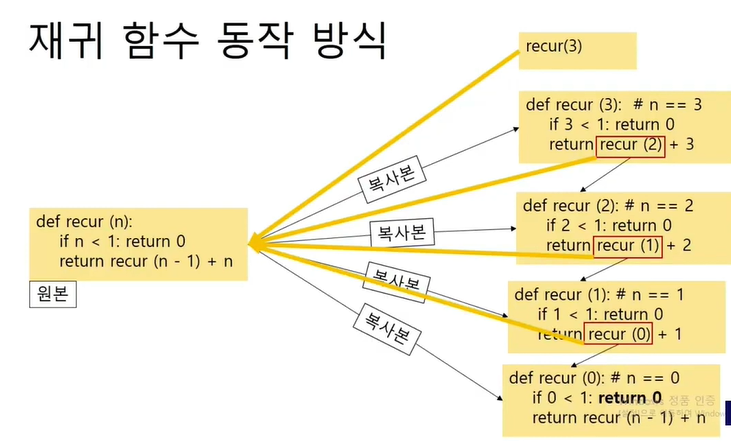 재귀 함수 동작 방식
recur(3)
def recur (3):  # n == 3
if 3 < 1: return 0
return recur (2) + 3
복사본
def recur (2): # n == 2
if 2 < 1: return 0
return recur (1) + 2
복사본
def recur (n):
if n < 1: return 0
return recur (n - 1) + n
원본
복사본
def recur (1): # n == 1
if 1 < 1: return 0
return recur (0) + 1
복사본
def recur (0): # n == 0
if 0 < 1: return 0
return recur (n - 1) + n
정품 인증
Window